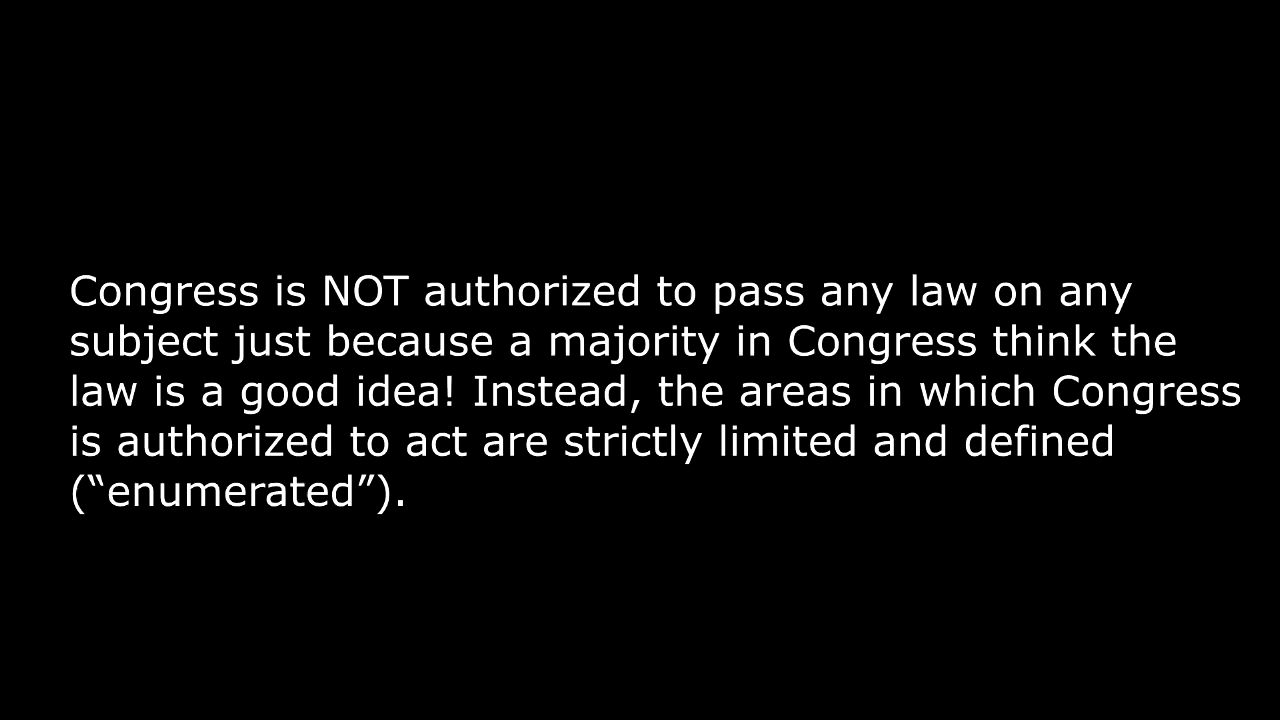 Congress is NOT authorized to pass any law on any
subject just because a majority in Congress think the
law is a good idea! Instead, the areas in which Congress
is authorized to act are strictly limited and defined
(“enumerated”).